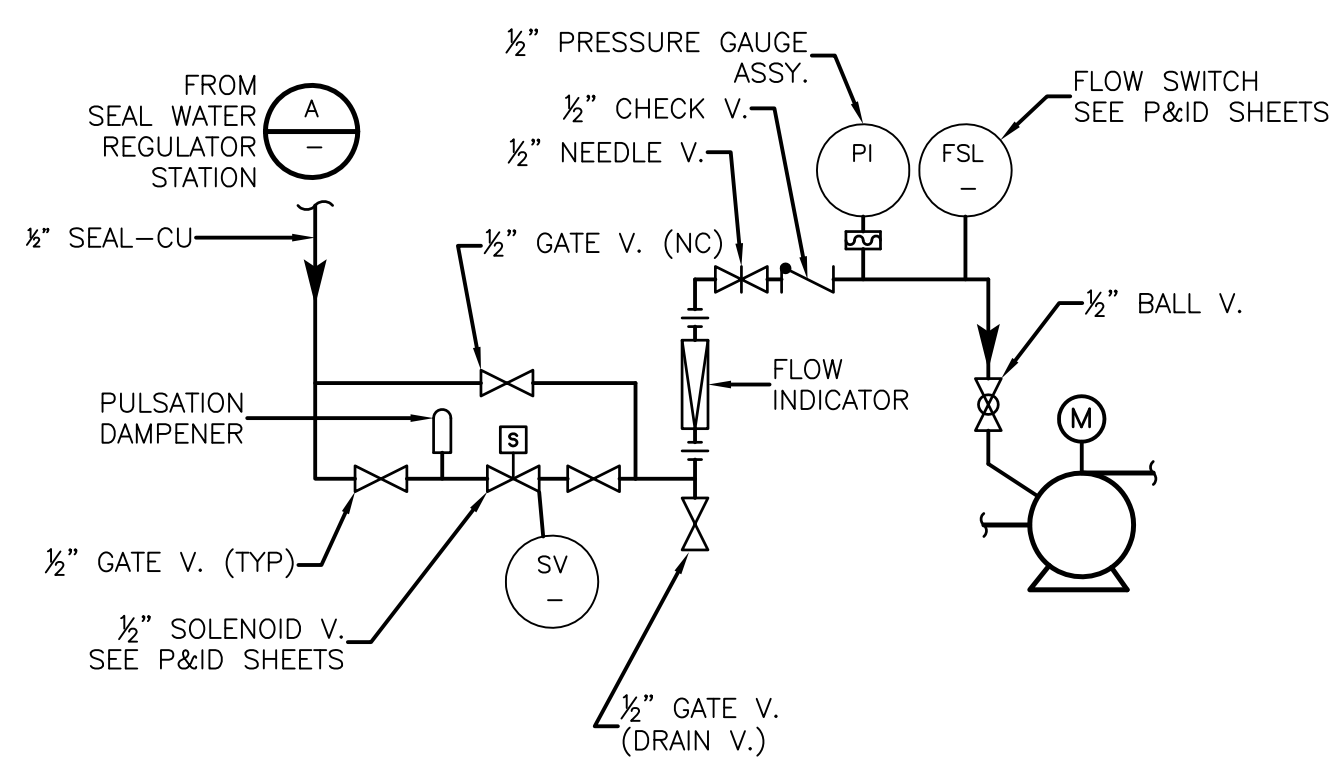 ½" PRESSURE GAUGE
ASSY.
FROM
SEAL WATER
REGULATOR
STATION
A
–
½" CHECK V.
½" NEEDLE V.
PI
FSL
–
FLOW SWITCH
SEE P&ID SHEETS
½" SEAL-CU
½" GATE V. (NC)
½" BALL V.
FLOW
INDICATOR
PULSATION
DAMPENER
S
M
½" GATE V. (TYP)
SV
–
½" SOLENOID V.
SEE P&ID SHEETS
½" GATE V.
(DRAIN V.)